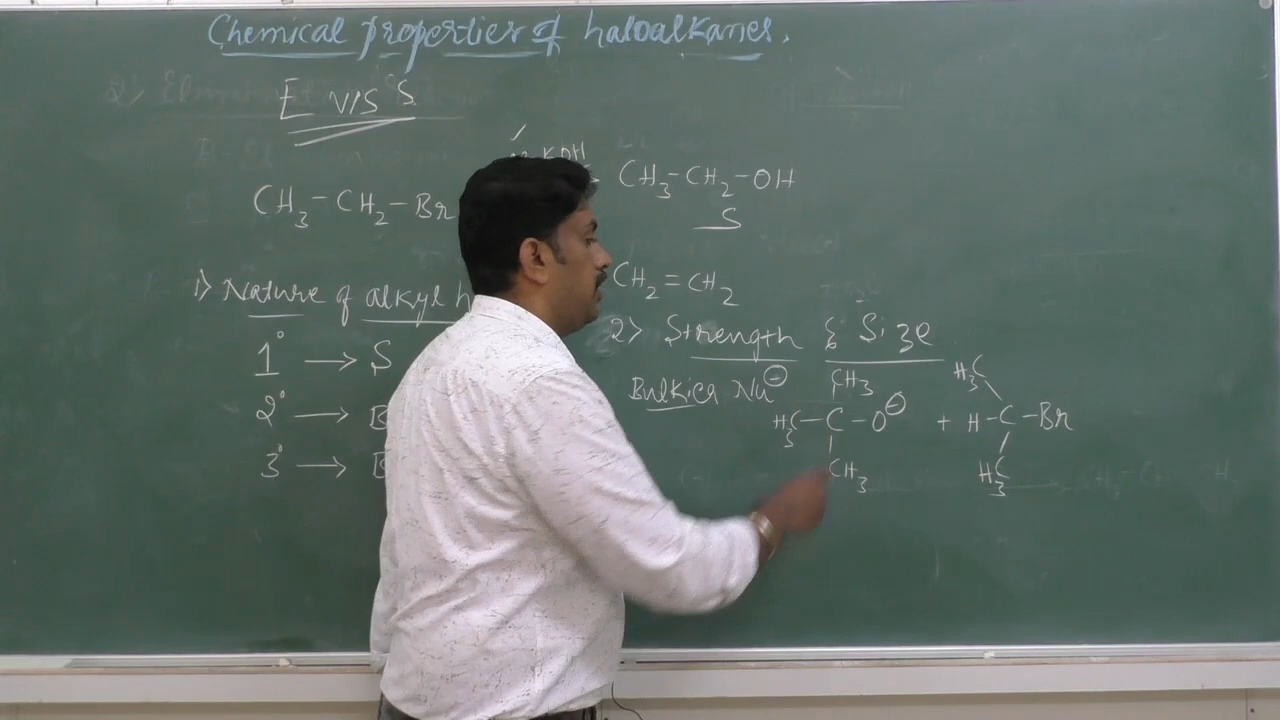 Chemical properties of haloalkanes.
E v/s S
KOH
CH3-CH2-Br
CH3-CH2-OH
S
CH2=CH2
1) Nature of alkyl h
1° → S
2° →
3° →
2) Strength & Size
Bulkier Nu⊖
CH3
H3C-C-O⊖
CH3
+
H3C
H-C-Br
H3C